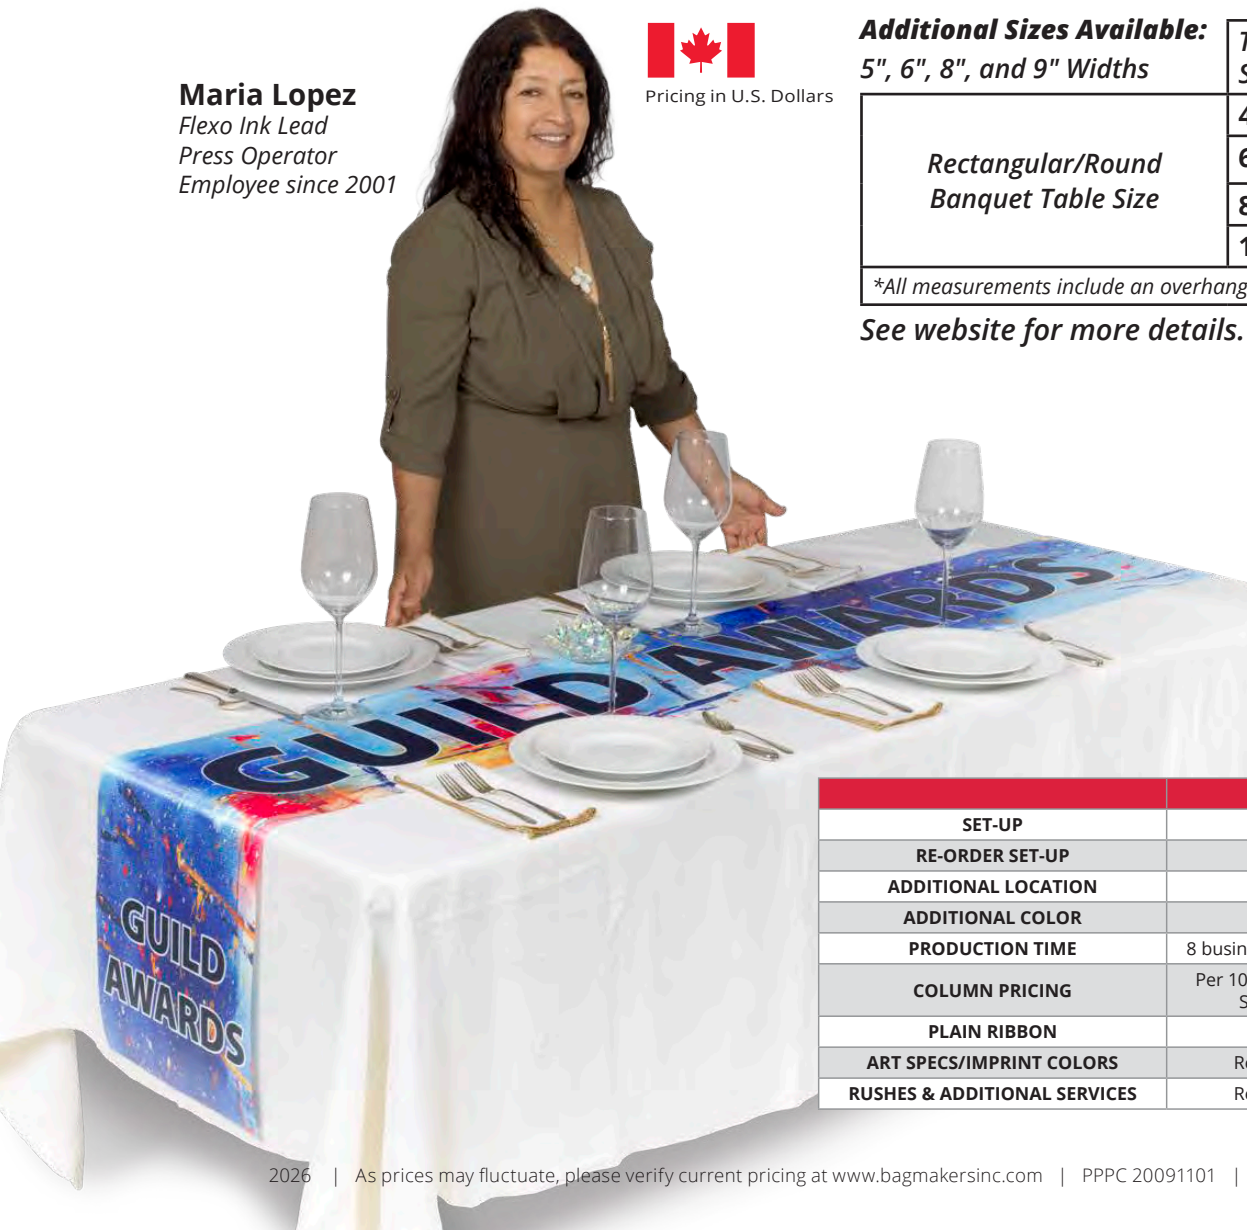 Maria Lopez
Flexo Ink Lead
Press Operator
Employee since 2001
Pricing in U.S. Dollars
Additional Sizes Available:
5", 6", 8", and 9" Widths
Rectangular/Round
Banquet Table Size
*All measurements include an overhang
See website for more details.
GUILD AWARDS
GUILD
AWARDS
SET-UP
RE-ORDER SET-UP
ADDITIONAL LOCATION
ADDITIONAL COLOR
PRODUCTION TIME
8 busin
COLUMN PRICING
Per 10
S
PLAIN RIBBON
ART SPECS/IMPRINT COLORS
Re
RUSHES & ADDITIONAL SERVICES
Re
2026 | As prices may fluctuate, please verify current pricing at www.bagmakersinc.com | PPPC 20091101 |